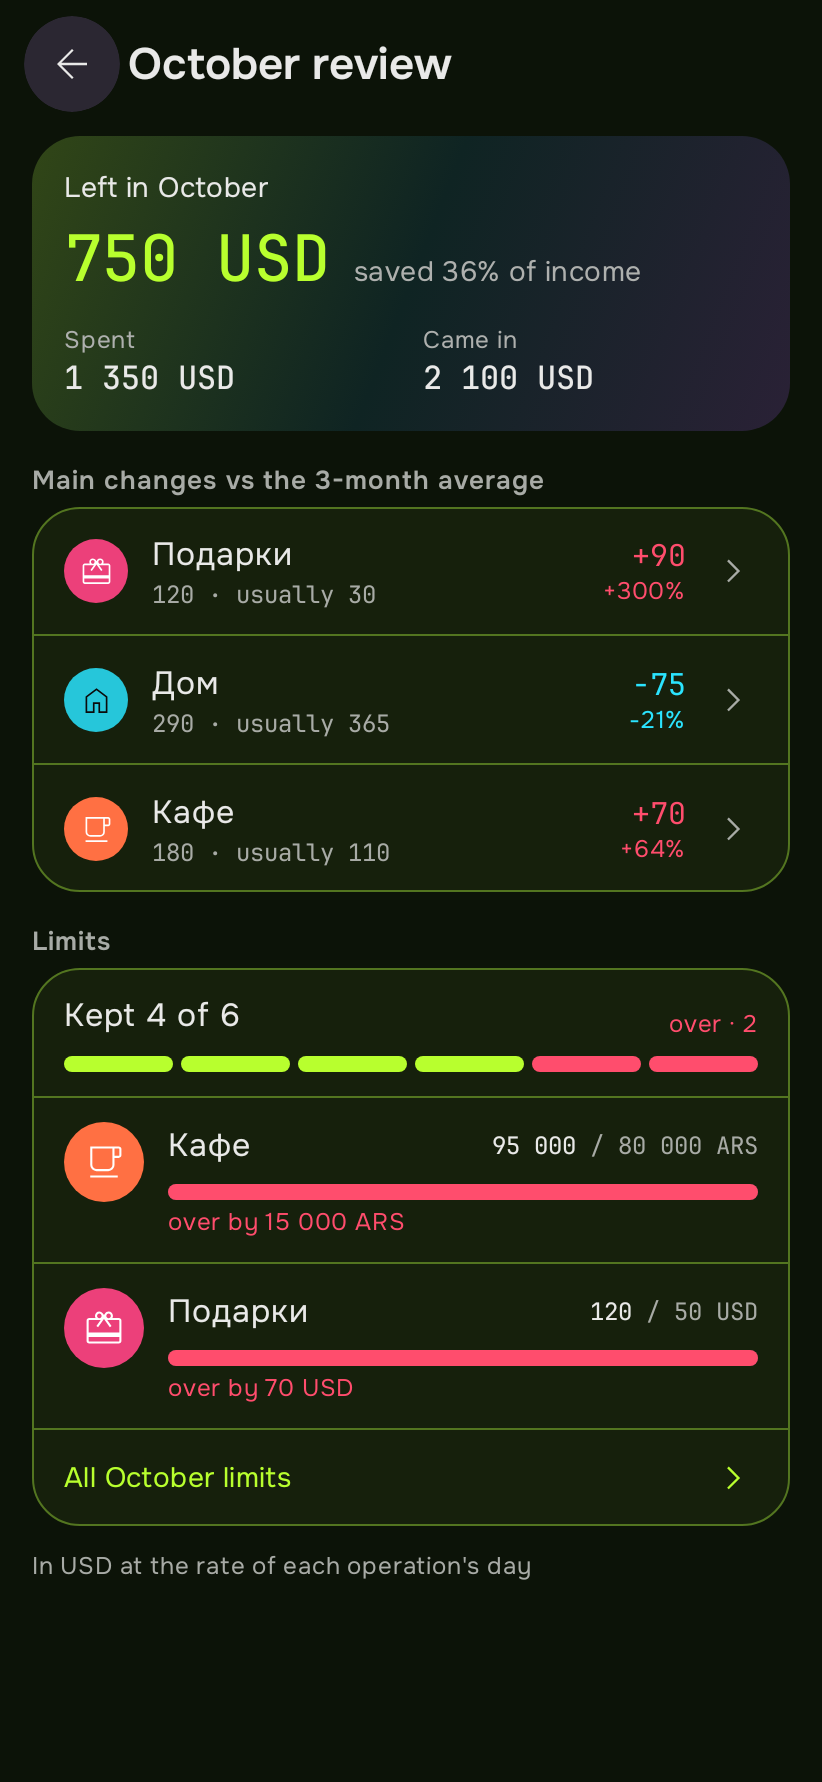 October review
Left in October
750 USD saved 36% of income
Spent
1 350 USD
Came in
2 100 USD
Main changes vs the 3-month average
Подарки
120 · usually 30
+90
+300%
Дом
290 · usually 365
-75
-21%
Кафе
180 · usually 110
+70
+64%
Limits
Kept 4 of 6
over · 2
Кафе
95 000 / 80 000 ARS
over by 15 000 ARS
Подарки
120 / 50 USD
over by 70 USD
All October limits
In USD at the rate of each operation's day